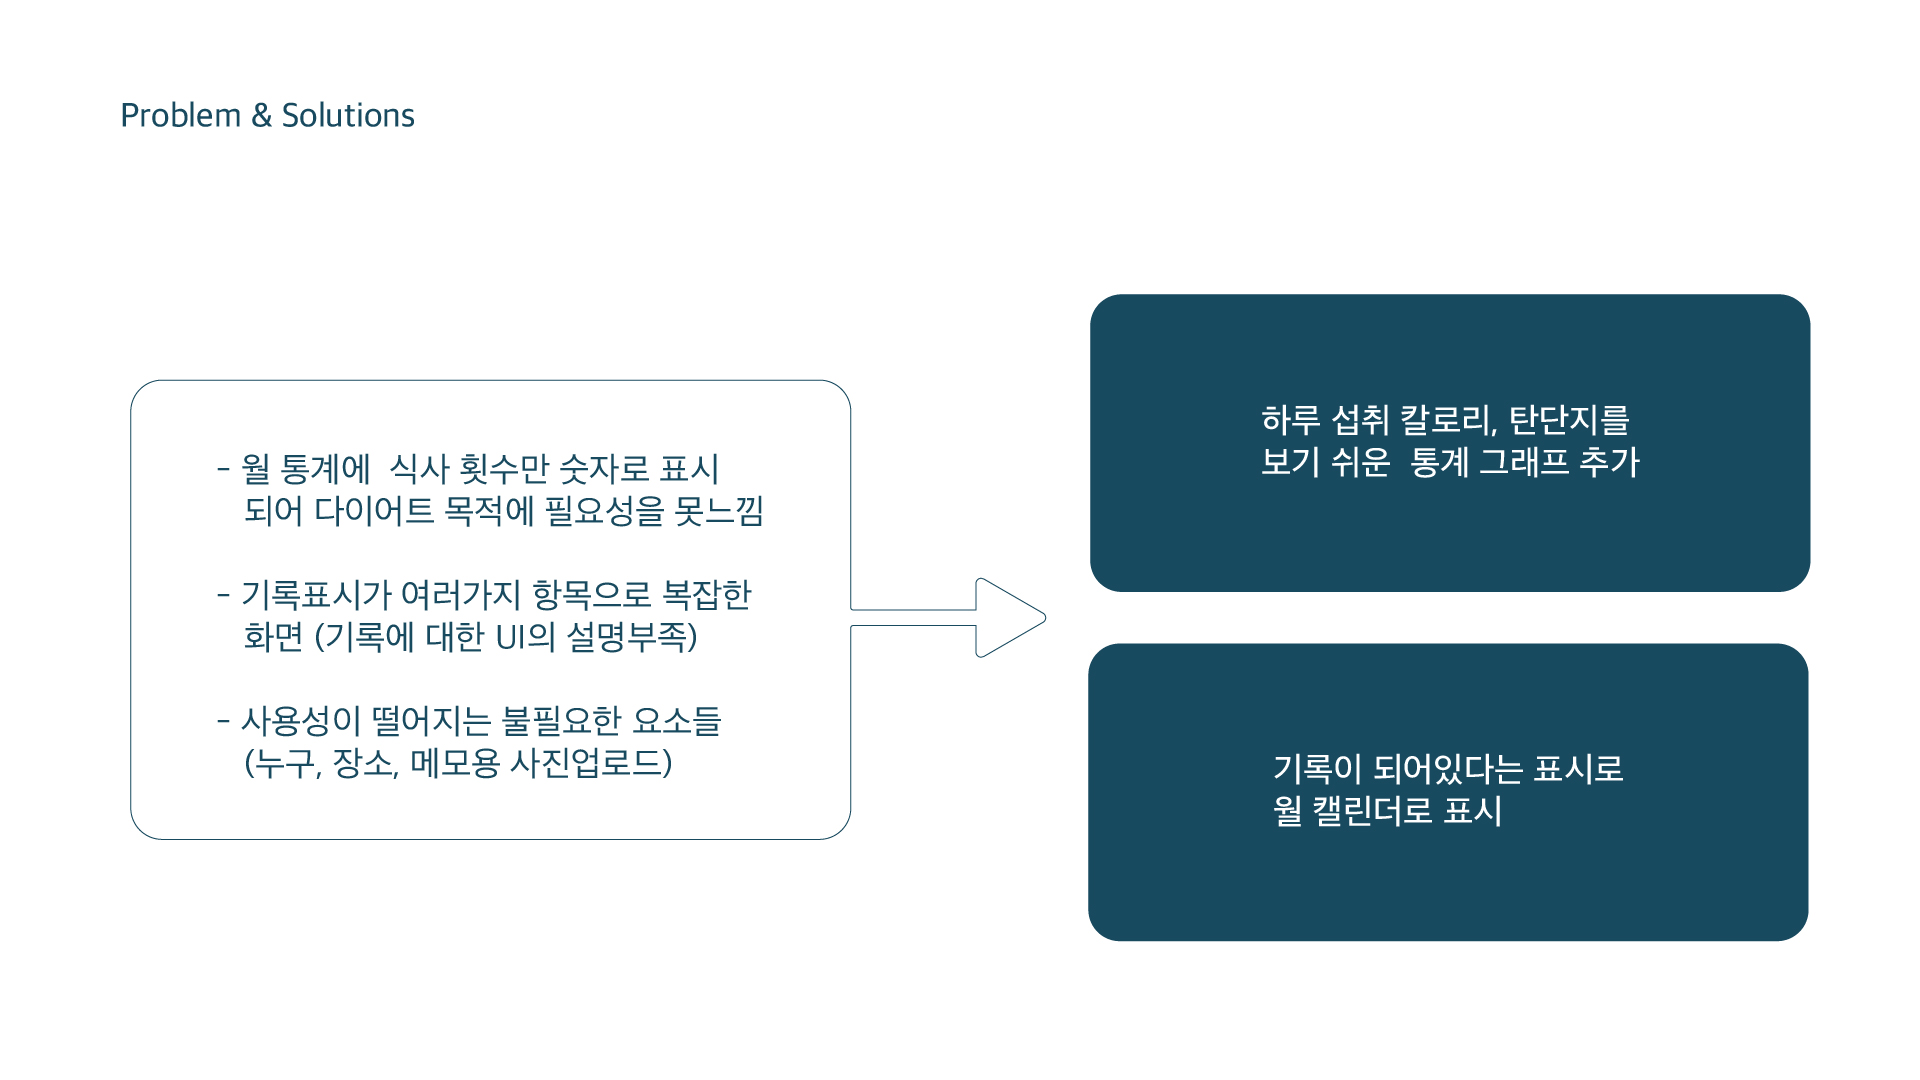 Problem & Solutions
- 월 통계에 식사 횟수만 숫자로 표시
되어 다이어트 목적에 필요성을 못느낌
- 기록표시가 여러가지 항목으로 복잡한
화면 (기록에 대한 UI의 설명부족)
- 사용성이 떨어지는 불필요한 요소들
(누구, 장소, 메모용 사진업로드)
하루 섭취 칼로리, 탄단지를
보기 쉬운 통계 그래프 추가
기록이 되어있다는 표시로
월 캘린더로 표시